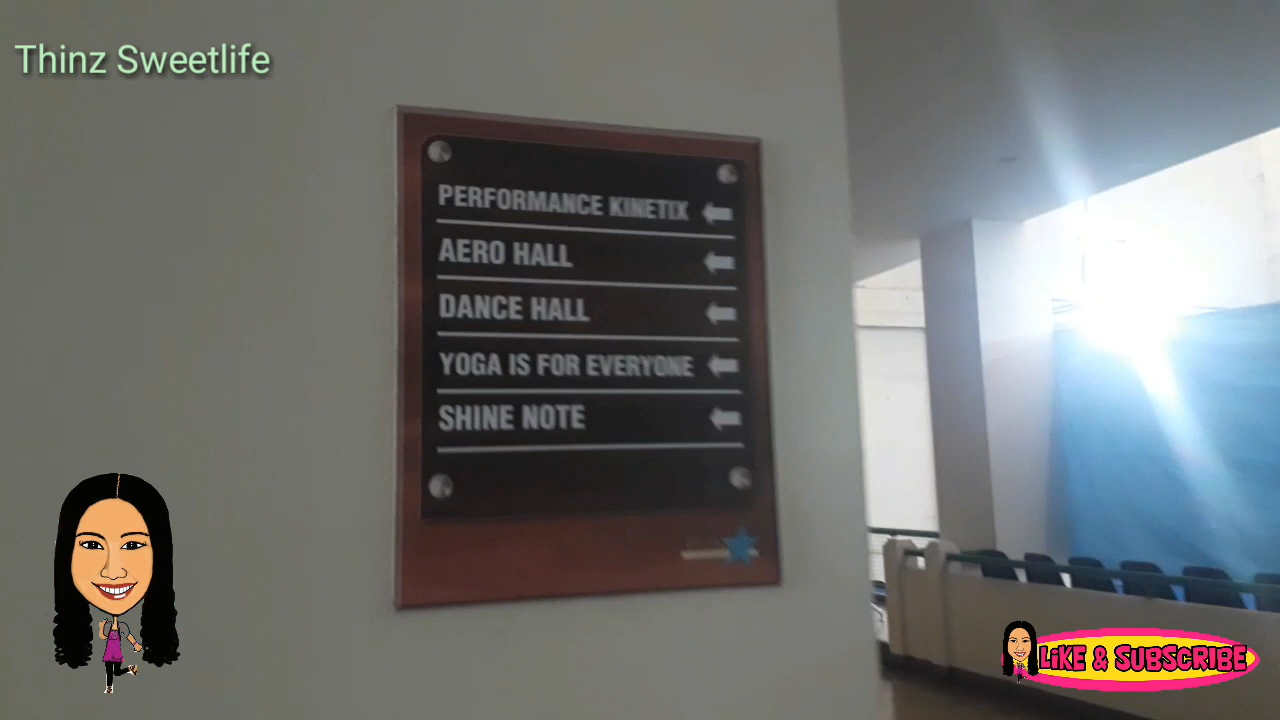 Thinz Sweetlife
PERFORMANCE KINETIX
AERO HALL
DANCE HALL
YOGA IS FOR EVERYONE
SHINE NOTE
LiKE & SUBSCRIBE